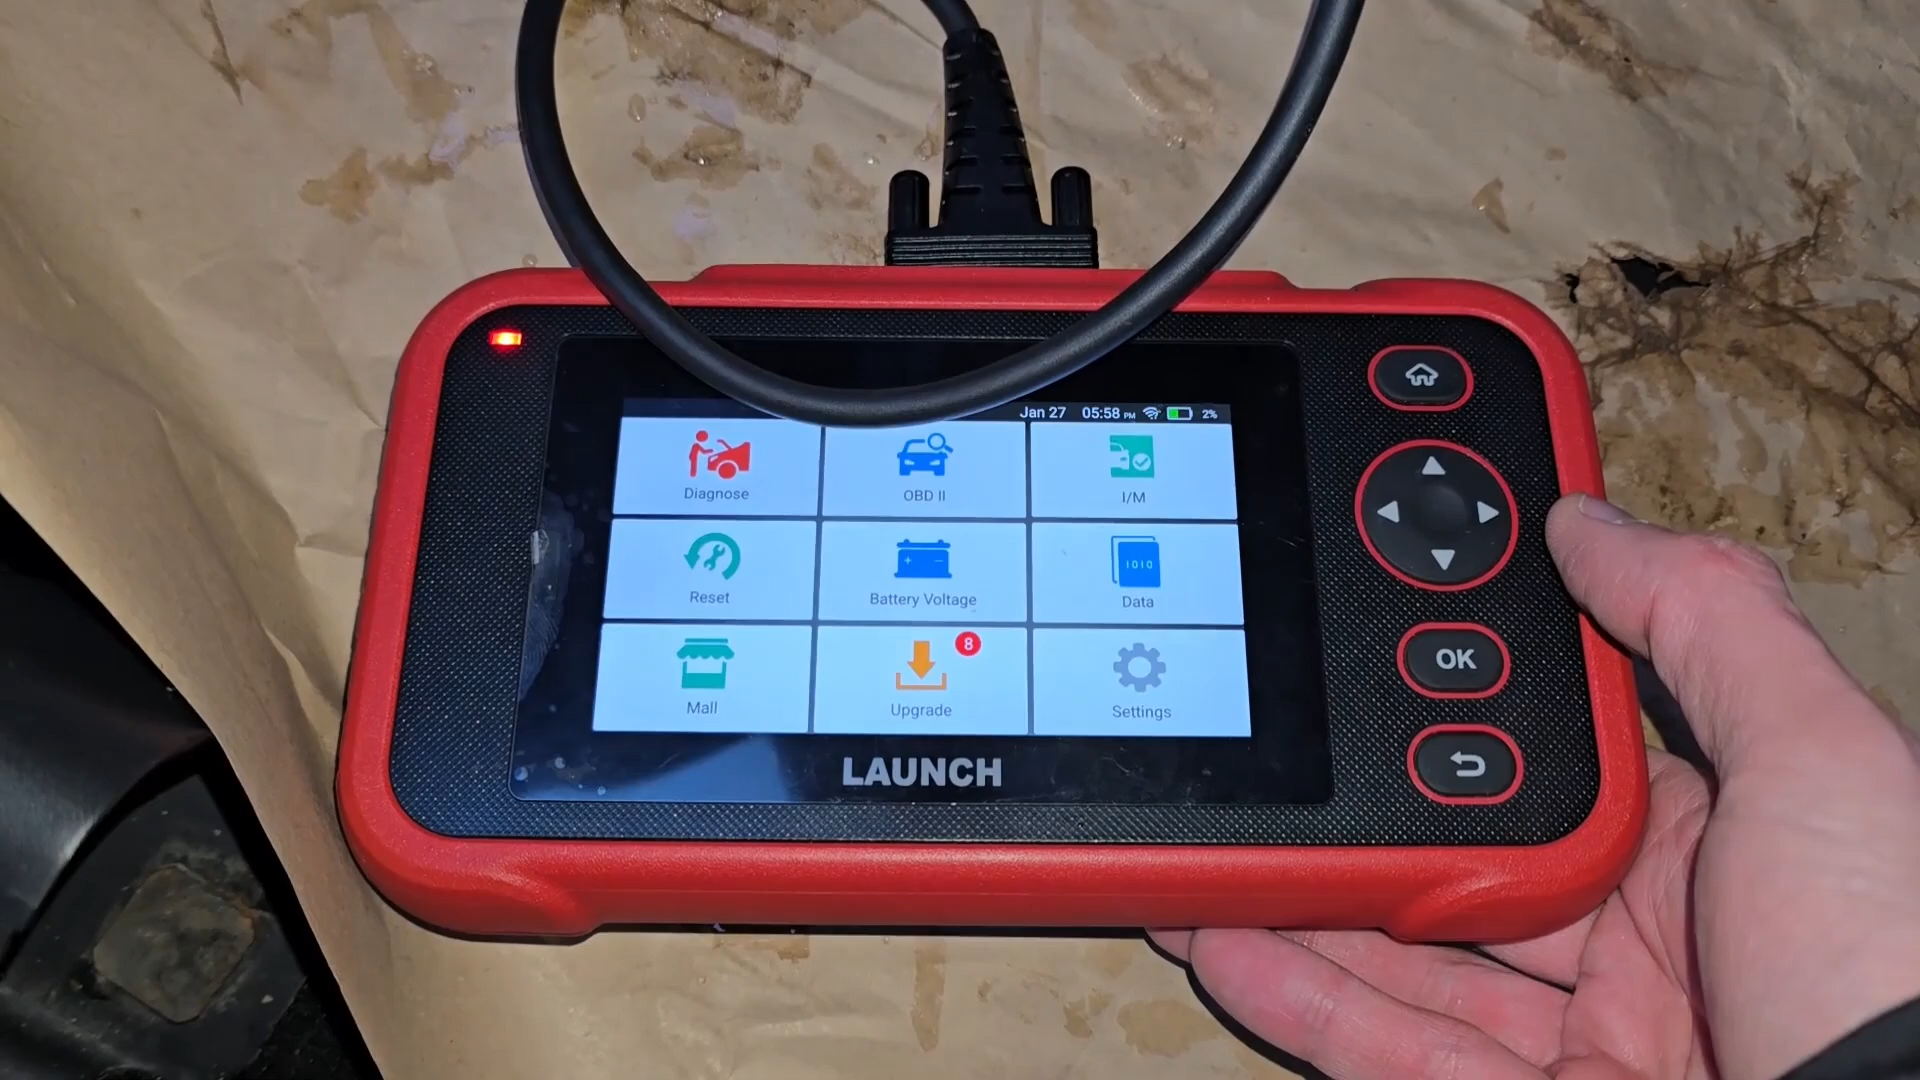 Jan 27 05:58 PM 2%
Diagnose
OBD II
I/M
Reset
Battery Voltage
1010
Data
Mall
8
Upgrade
Settings
LAUNCH
OK